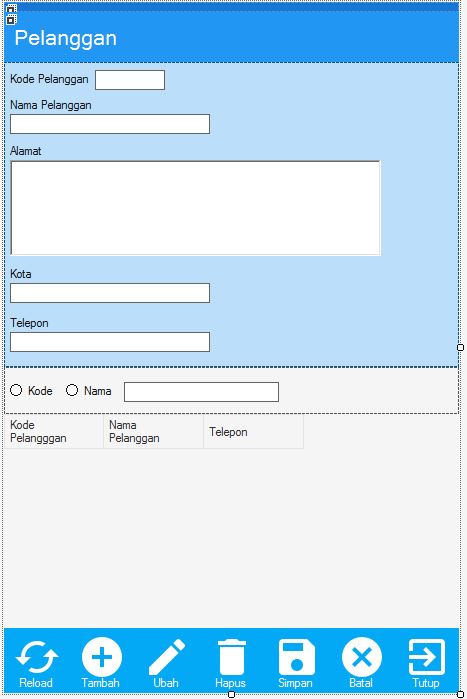 Pelanggan
Kode Pelanggan
Nama Pelanggan
Alamat
Kota
Telepon
Kode Nama
Kode Nama Telepon
Pelangggan Pelanggan
Reload Tambah Ubah Hapus Simpan Batal Tutup